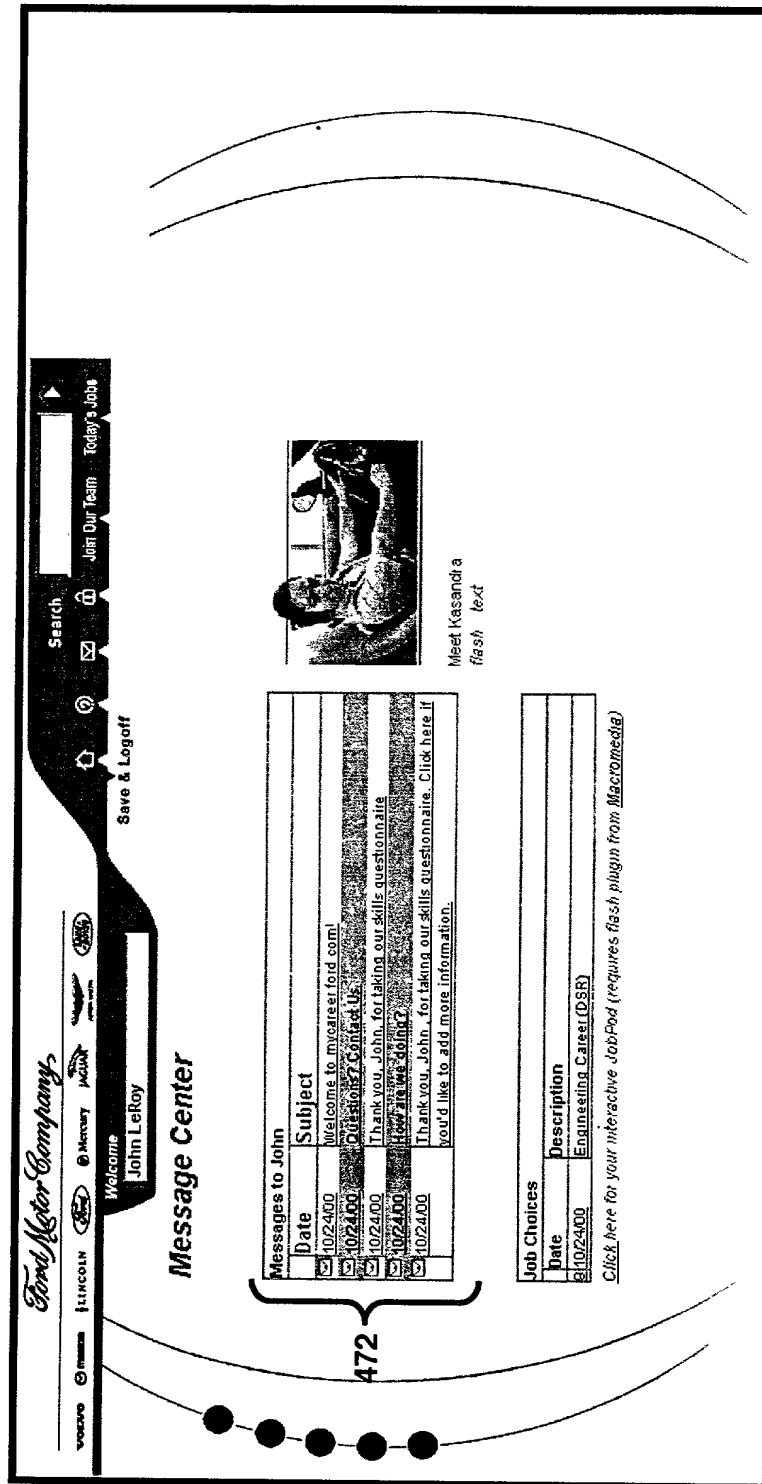 Ford Motor Company
VOLVO mazda LINCOLN Ford Mercury JAGUAR ASTON MARTIN
Search
Join Our Team Today's Jobs
Welcome
John LeRoy
Save & Logoff
Message Center
Messages to John
Date Subject
10/24/00 Welcome to mycareer ford com!
10/24/00 Questions? Contact Us.
10/24/00 Thank you, John, for taking our skills questionnaire
10/24/00 How are we doing?
10/24/00 Thank you, John , for taking our skills questionnaire. Click here if
you'd like to add more information.
472
Meet Kasandra
flash text
Job Choices
Date Description
10/24/00 Engineering Career (DSR)
Click here for your interactive JobPod (requires flash plugin from Macromedia)